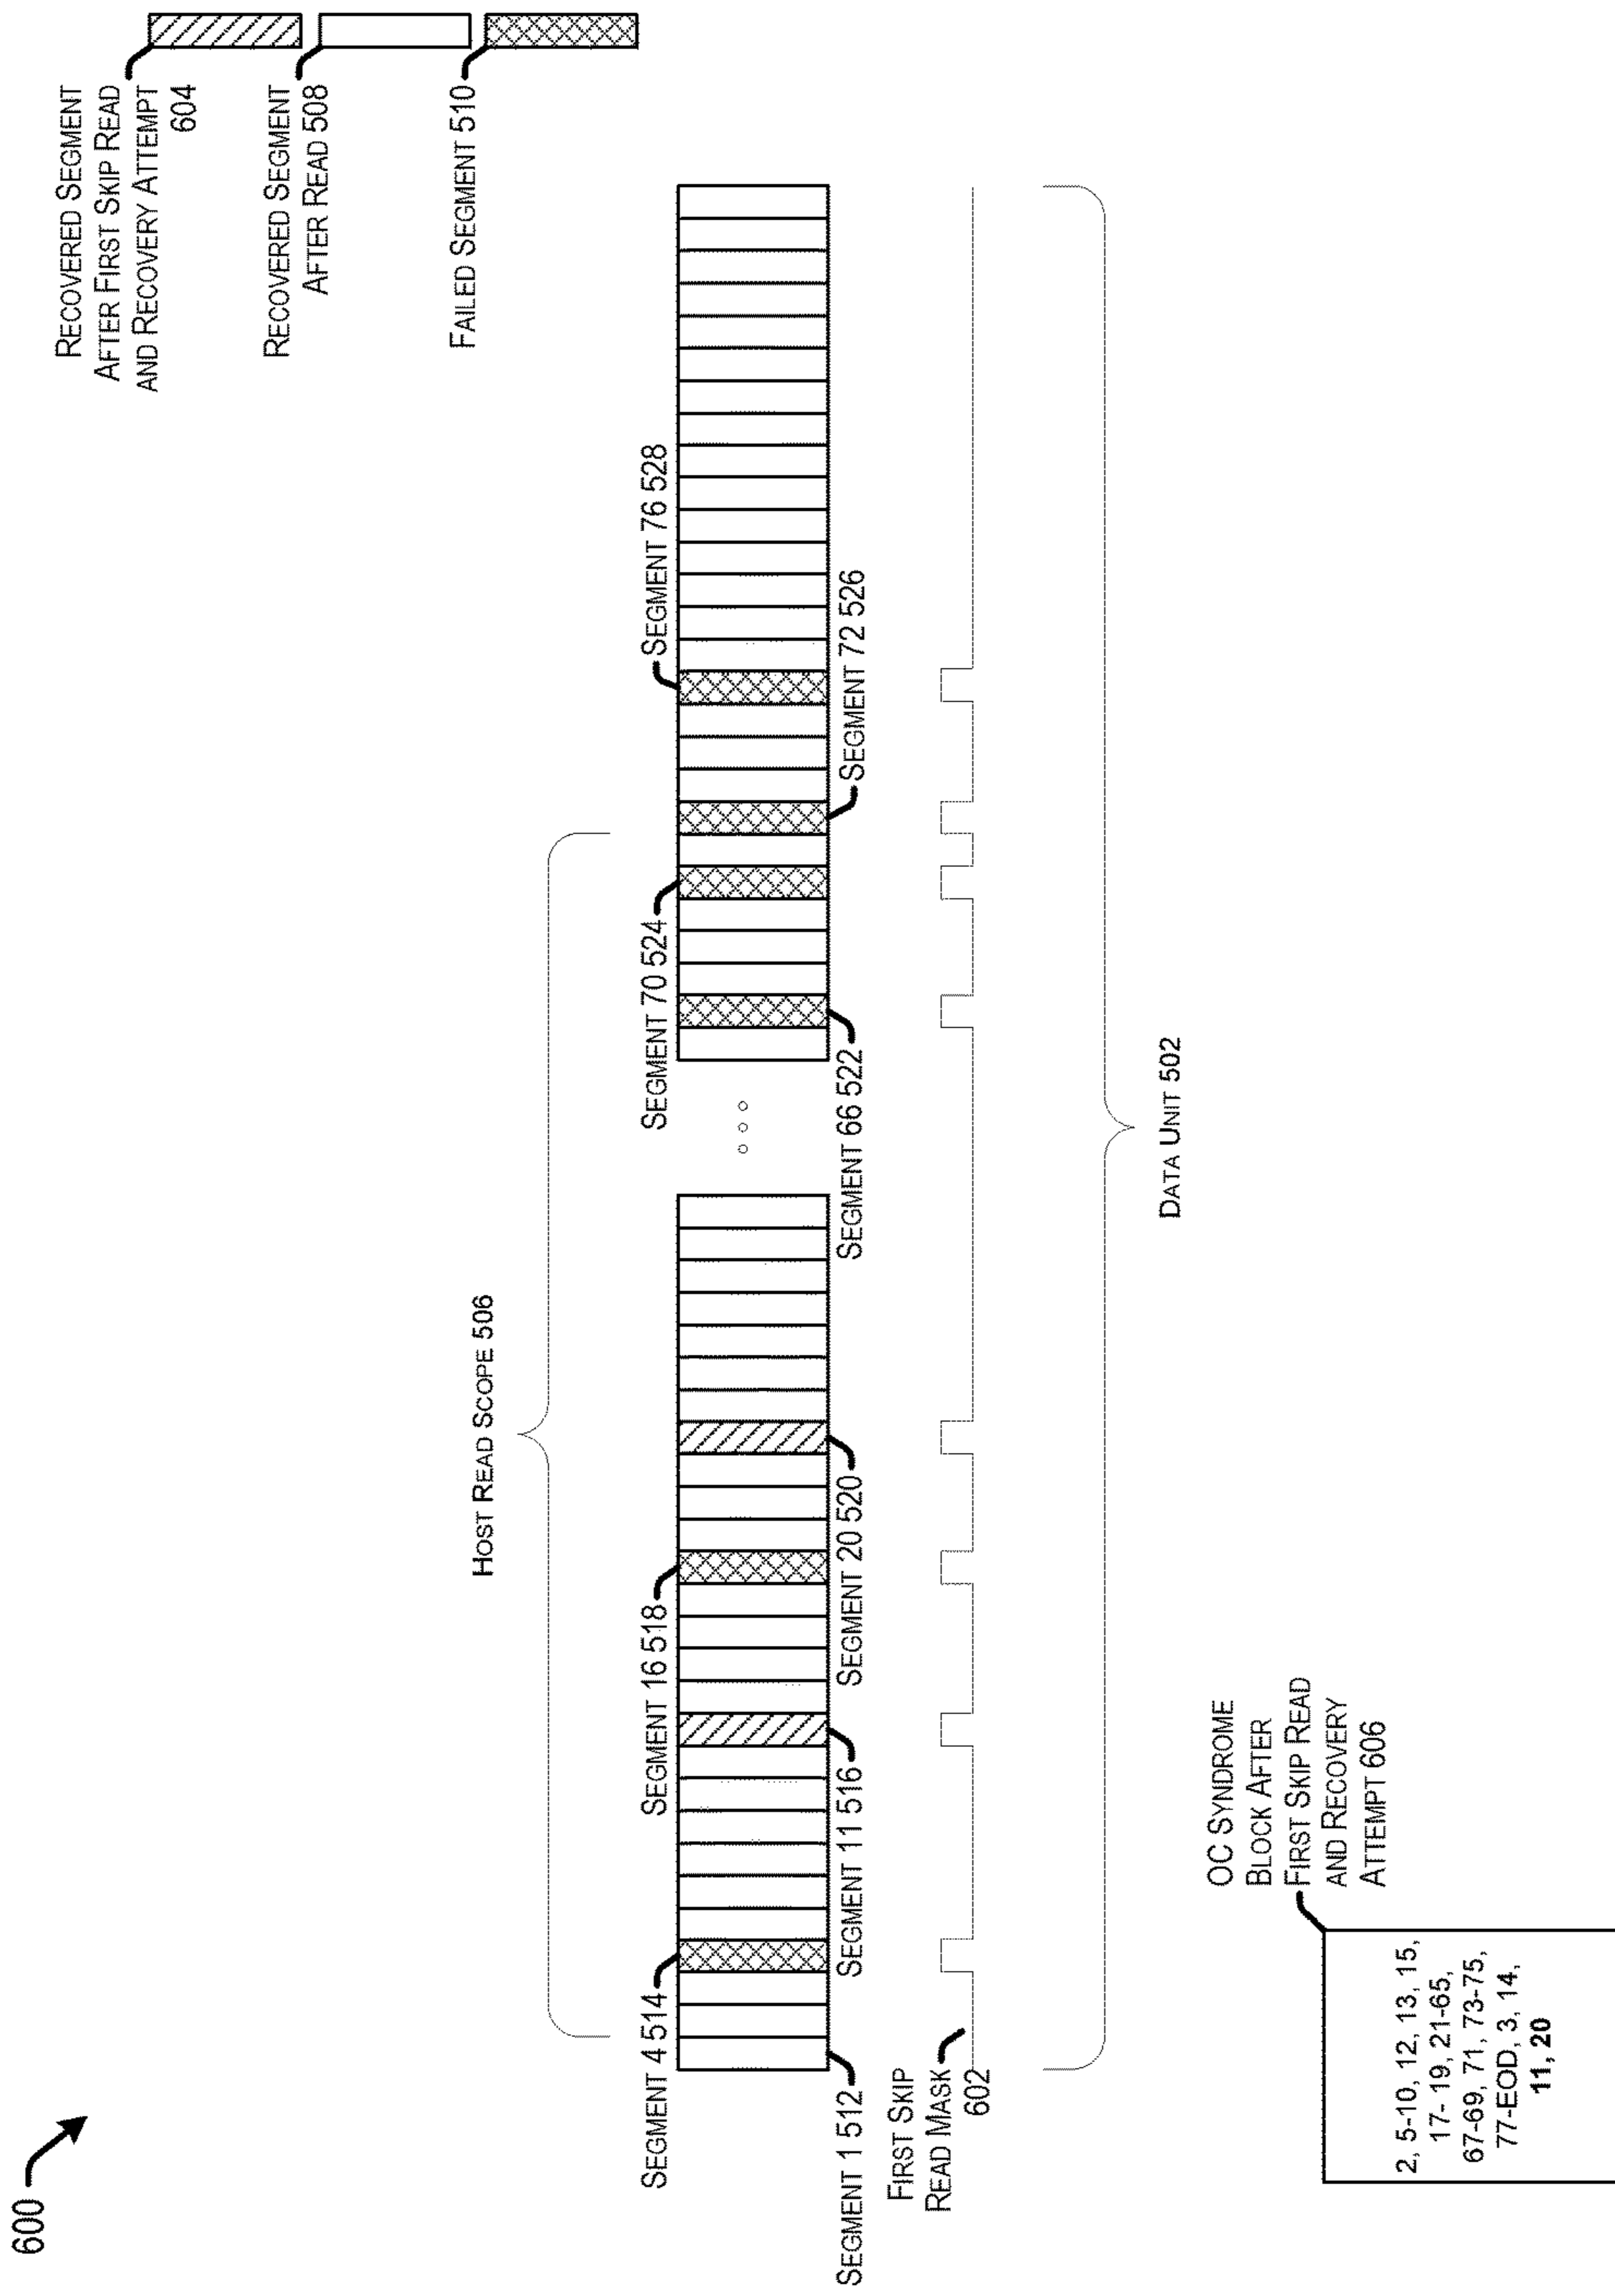 600
RECOVERED SEGMENT
AFTER FIRST SKIP READ
AND RECOVERY ATTEMPT
604
RECOVERED SEGMENT
AFTER READ 508
FAILED SEGMENT 510
HOST READ SCOPE 506
SEGMENT 4 514
SEGMENT 16 518
SEGMENT 70 524
SEGMENT 76 528
SEGMENT 1 512
SEGMENT 11 516
SEGMENT 20 520
SEGMENT 66 522
SEGMENT 72 526
FIRST SKIP
READ MASK
602
DATA UNIT 502
OC SYNDROME
BLOCK AFTER
FIRST SKIP READ
AND RECOVERY
ATTEMPT 606
2, 5-10, 12, 13, 15,
17- 19, 21-65,
67-69, 71, 73-75,
77-EOD, 3, 14,
11, 20